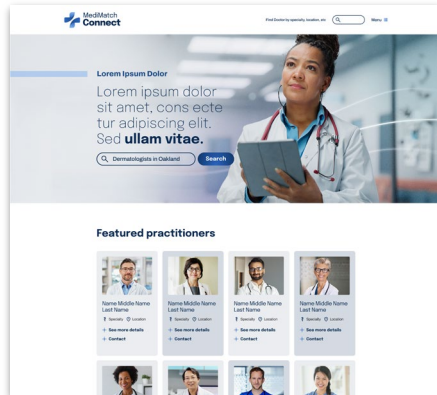 MediMatch
Connect
Find Doctor by specialty, location, etc
Menu
Lorem Ipsum Dolor
Lorem ipsum dolor
sit amet, cons ecte
tur adipiscing elit.
Sed ullam vitae.
Dermatologists in Oakland
Search
Featured practitioners
Name Middle Name
Last Name
Specialty Location
See more details
Contact
Name Middle Name
Last Name
Specialty Location
See more details
Contact
Name Middle Name
Last Name
Specialty Location
See more details
Contact
Name Middle Name
Last Name
Specialty Location
See more details
Contact